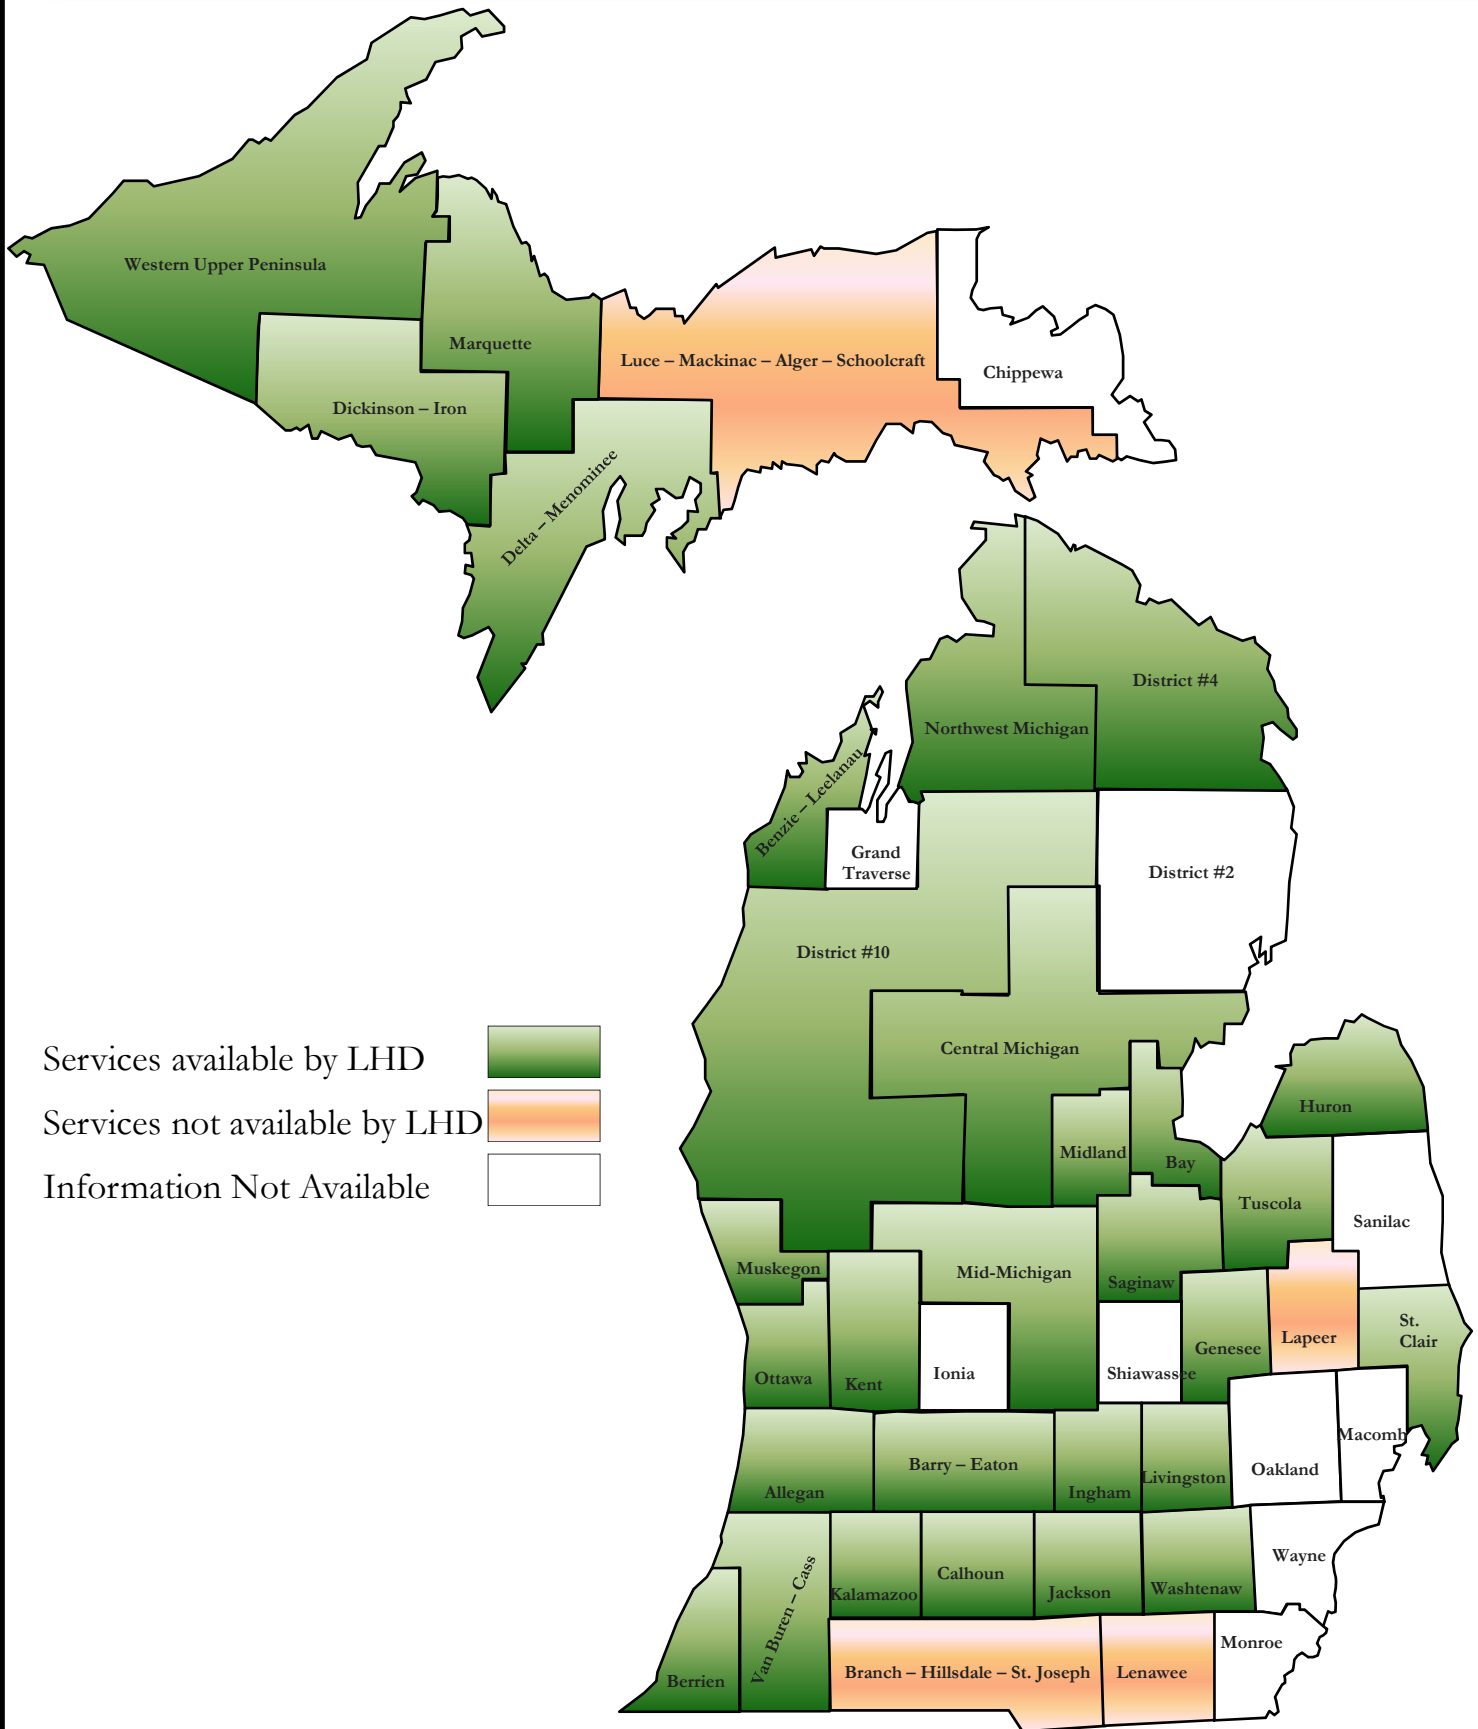 Western Upper Peninsula
Marquette
Luce – Mackinac – Alger – Schoolcraft
Chippewa
Dickinson – Iron
Delta – Menominee
District #4
Northwest Michigan
Benzie – Leelanau
Grand
Traverse
District #2
District #10
Central Michigan
Services available by LHD
Services not available by LHD
Information Not Available
Huron
Midland
Bay
Tuscola
Sanilac
Muskegon
Mid-Michigan
Saginaw
St.
Clair
Lapeer
Genesee
Shiawassee
Ionia
Ottawa
Kent
Macomb
Oakland
Barry – Eaton
Livingston
Ingham
Allegan
Wayne
Van Buren – Cass
Calhoun
Kalamazoo
Jackson
Washtenaw
Monroe
Berrien
Branch – Hillsdale – St. Joseph
Lenawee